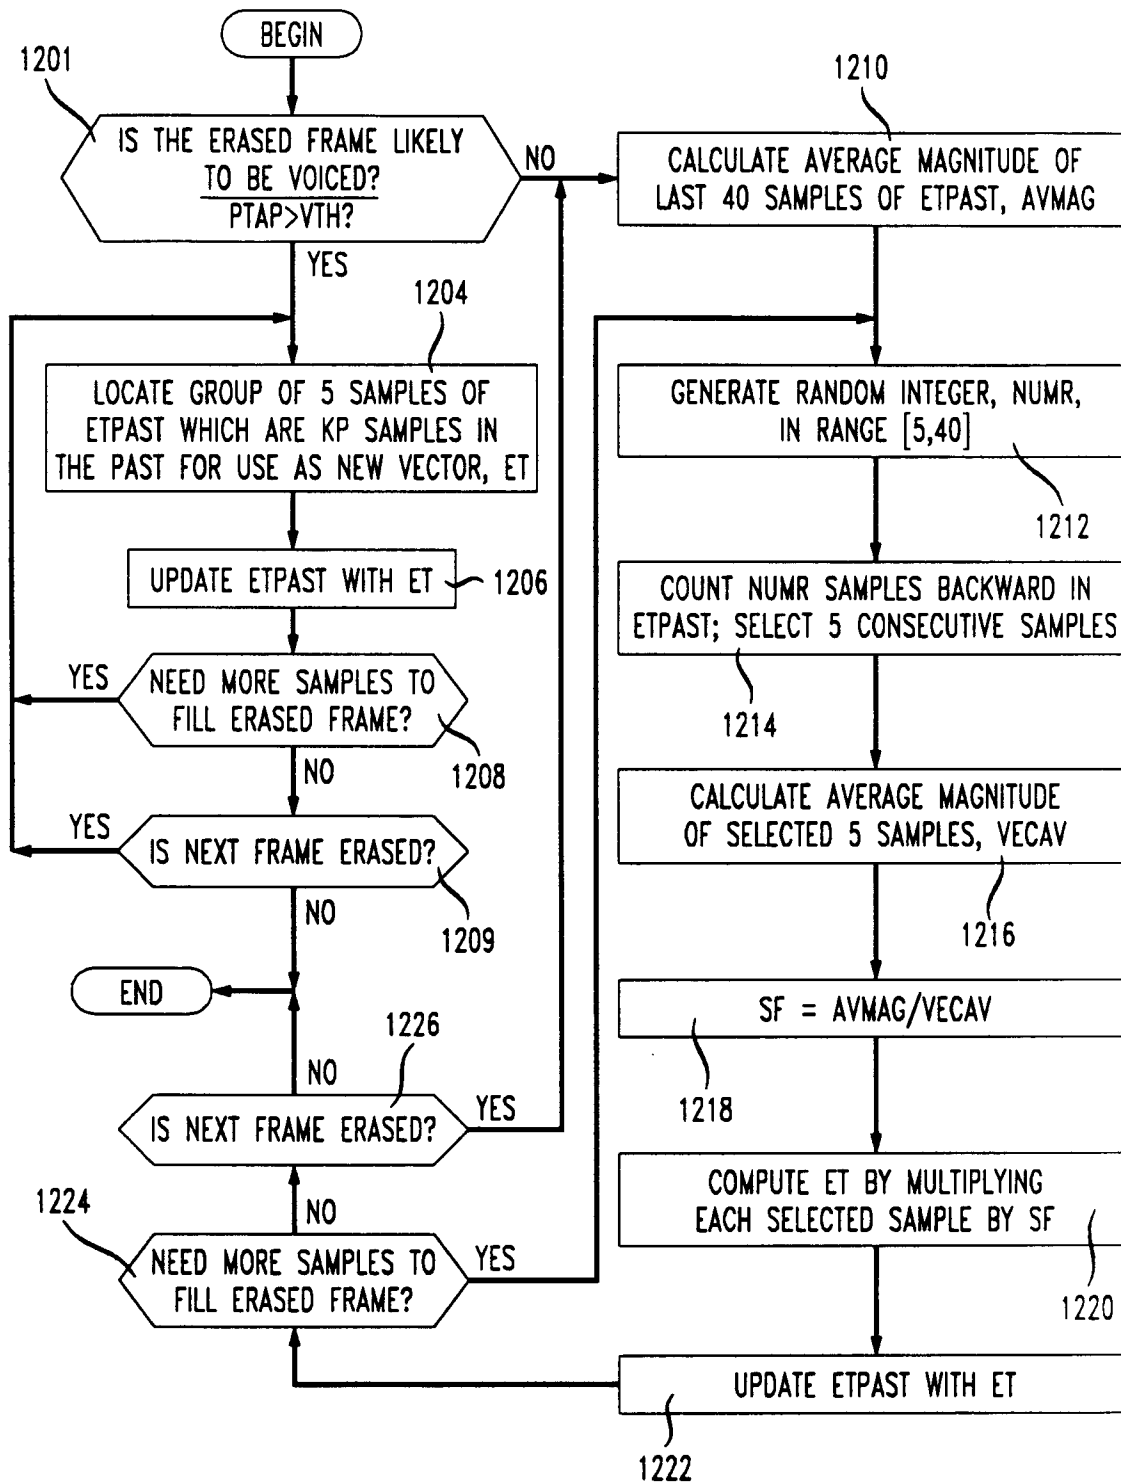 BEGIN
1201
IS THE ERASED FRAME LIKELY
TO BE VOICED?
PTAP>VTH?
NO
YES
1204
LOCATE GROUP OF 5 SAMPLES OF
ETPAST WHICH ARE KP SAMPLES IN
THE PAST FOR USE AS NEW VECTOR, ET
UPDATE ETPAST WITH ET
1206
YES
NEED MORE SAMPLES TO
FILL ERASED FRAME?
1208
NO
YES
IS NEXT FRAME ERASED?
1209
NO
END
1226
NO
IS NEXT FRAME ERASED?
YES
1224
NO
NEED MORE SAMPLES TO
FILL ERASED FRAME?
YES
1210
CALCULATE AVERAGE MAGNITUDE OF
LAST 40 SAMPLES OF ETPAST, AVMAG
GENERATE RANDOM INTEGER, NUMR,
IN RANGE [5,40]
1212
COUNT NUMR SAMPLES BACKWARD IN
ETPAST; SELECT 5 CONSECUTIVE SAMPLES
1214
CALCULATE AVERAGE MAGNITUDE
OF SELECTED 5 SAMPLES, VECAV
1216
SF = AVMAG/VECAV
1218
COMPUTE ET BY MULTIPLYING
EACH SELECTED SAMPLE BY SF
1220
UPDATE ETPAST WITH ET
1222